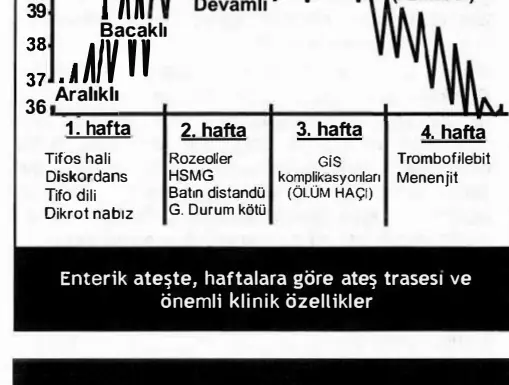 39
Devamlı
Bacaklı
38
37
Aralıklı
36
1. hafta
Tifos hali
Diskordans
Tifo dili
Dikrot nabız
2. hafta
Rozeoller
HSMG
Batın distandü
G. Durum kötü
3. hafta
GİS
komplikasyonları
(ÖLÜM HAÇI)
4. hafta
Trombofilebit
Menenjit
Enterik ateşte, haftalara göre ateş trasesi ve
önemli klinik özellikler